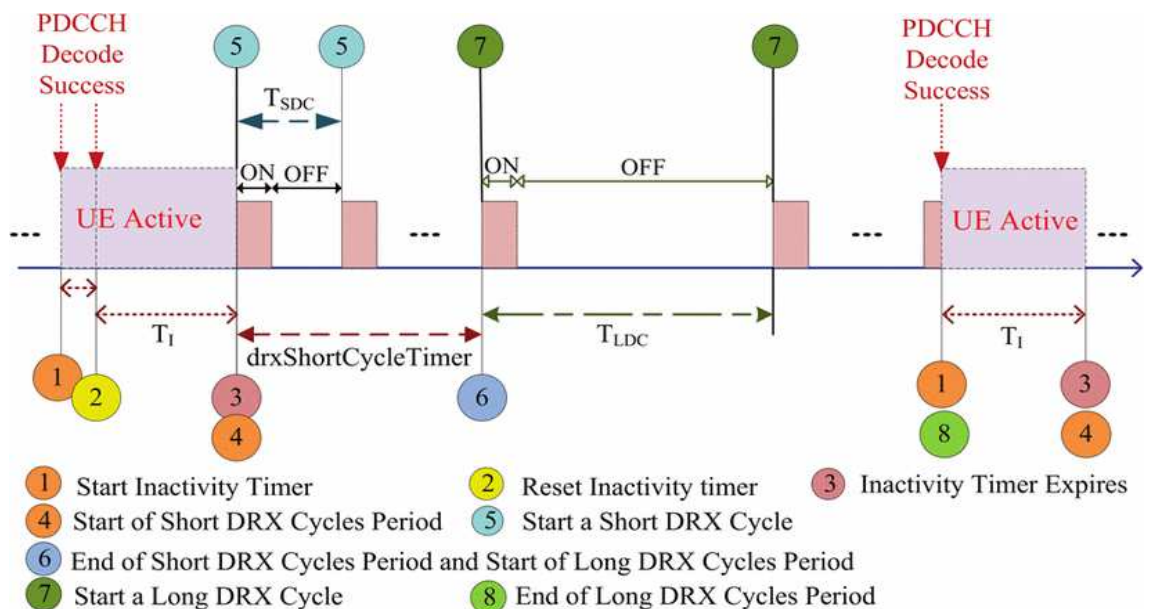 PDCCH
Decode
Success
5
5
7
7
PDCCH
Decode
Success
T_SDC
ON OFF
ON OFF
UE Active
UE Active
...
...
...
...
T_I
drxShortCycleTimer
T_LDC
T_I
1
2
3
4
6
1
8
3
4
1 Start Inactivity Timer
2 Reset Inactivity timer
3 Inactivity Timer Expires
4 Start of Short DRX Cycles Period
5 Start a Short DRX Cycle
6 End of Short DRX Cycles Period and Start of Long DRX Cycles Period
7 Start a Long DRX Cycle
8 End of Long DRX Cycles Period